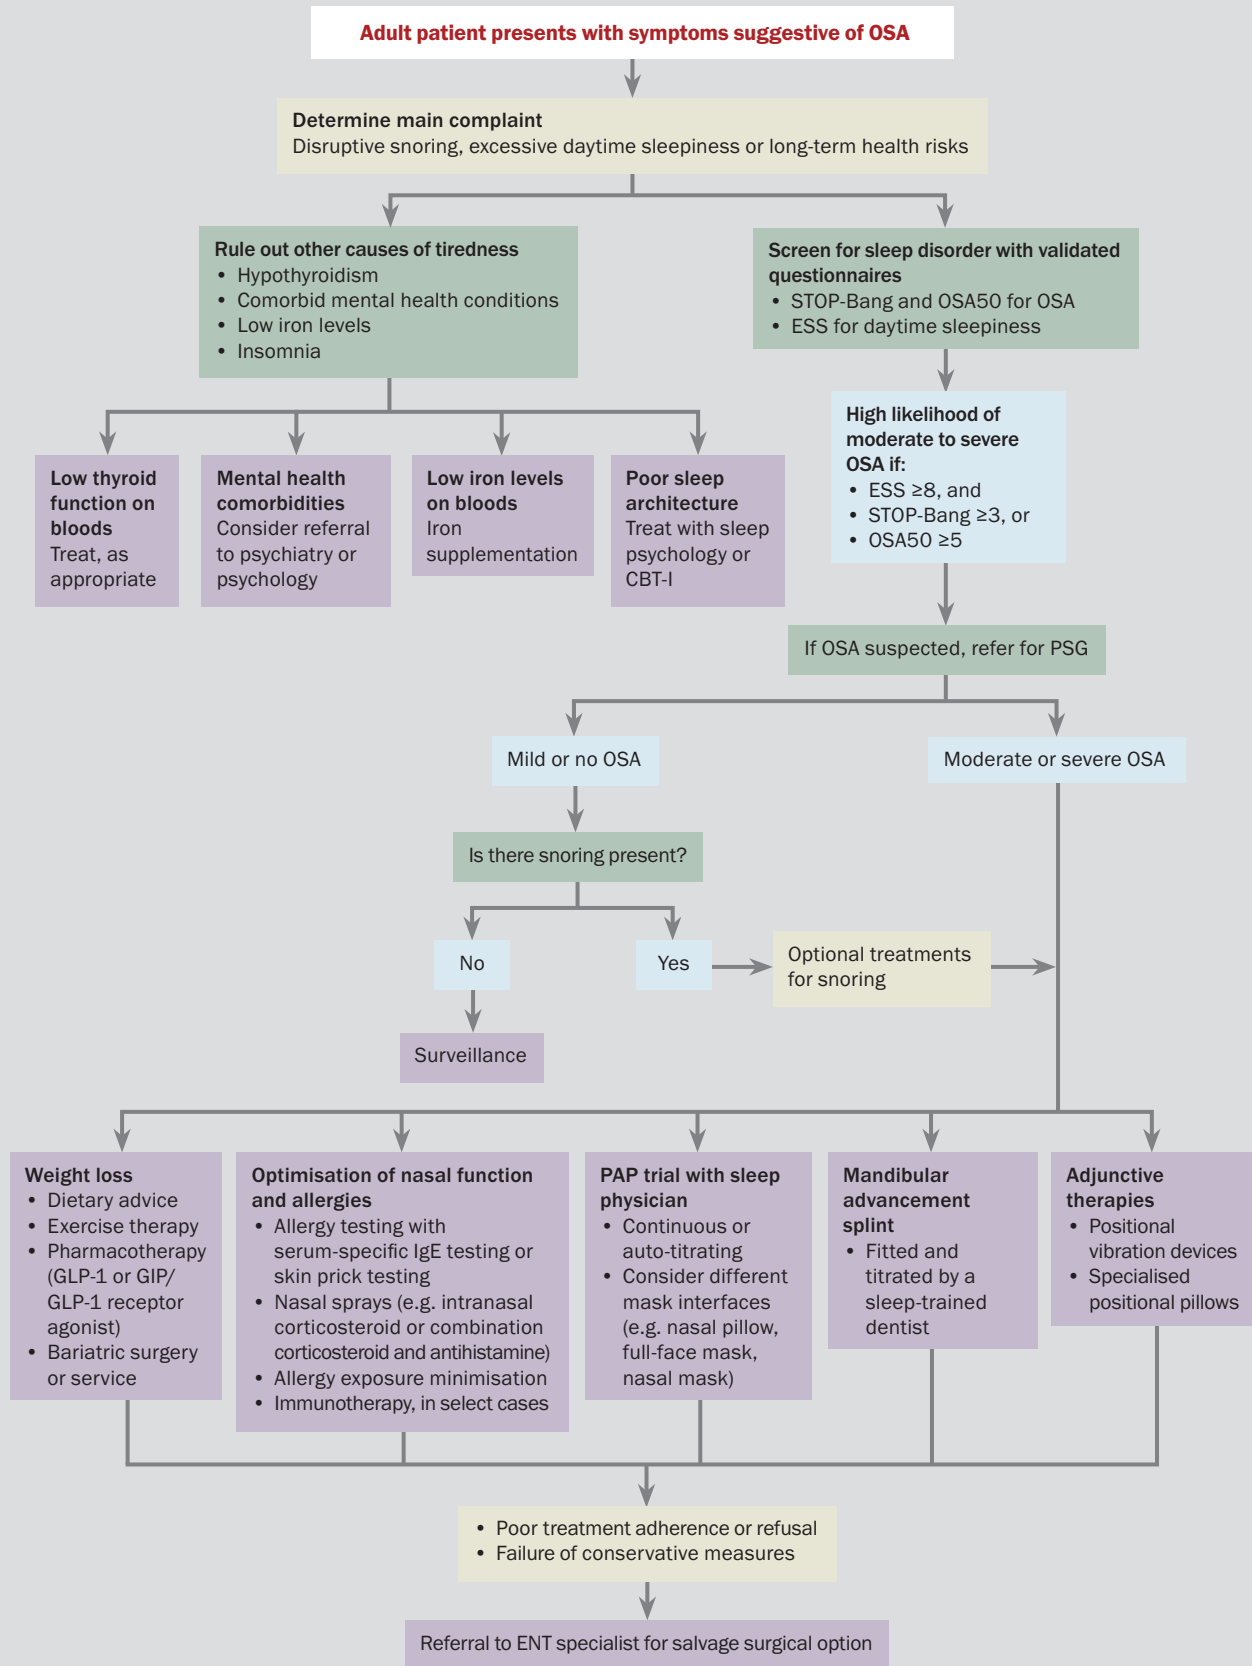 Adult patient presents with symptoms suggestive of OSA
Determine main complaint
Disruptive snoring, excessive daytime sleepiness or long-term health risks
Rule out other causes of tiredness
• Hypothyroidism
• Comorbid mental health conditions
• Low iron levels
• Insomnia
Screen for sleep disorder with validated
questionnaires
• STOP-Bang and OSA50 for OSA
• ESS for daytime sleepiness
Low thyroid
function on
bloods
Treat, as
appropriate
Mental health
comorbidities
Consider referral
to psychiatry or
psychology
Low iron levels
on bloods
Iron
supplementation
Poor sleep
architecture
Treat with sleep
psychology or
CBT-I
High likelihood of
moderate to severe
OSA if:
• ESS ≥8, and
• STOP-Bang ≥3, or
• OSA50 ≥5
If OSA suspected, refer for PSG
Mild or no OSA
Moderate or severe OSA
Is there snoring present?
No
Yes
Optional treatments
for snoring
Surveillance
Weight loss
• Dietary advice
• Exercise therapy
• Pharmacotherapy
(GLP-1 or GIP/
GLP-1 receptor
agonist)
• Bariatric surgery
or service
Optimisation of nasal function
and allergies
• Allergy testing with
serum-specific IgE testing or
skin prick testing
• Nasal sprays (e.g. intranasal
corticosteroid or combination
corticosteroid and antihistamine)
• Allergy exposure minimisation
• Immunotherapy, in select cases
PAP trial with sleep
physician
• Continuous or
auto-titrating
• Consider different
mask interfaces
(e.g. nasal pillow,
full-face mask,
nasal mask)
Mandibular
advancement
splint
• Fitted and
titrated by a
sleep-trained
dentist
Adjunctive
therapies
• Positional
vibration devices
• Specialised
positional pillows
• Poor treatment adherence or refusal
• Failure of conservative measures
Referral to ENT specialist for salvage surgical option